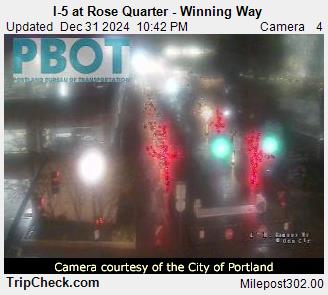 I-5 at Rose Quarter - Winning Way
Updated Dec 31 2024 10:42 PM Camera 4
PBOT
PORTLAND BUREAU OF TRANSPORTATION
Camera courtesy of the City of Portland
TripCheck.com Milepost302.00